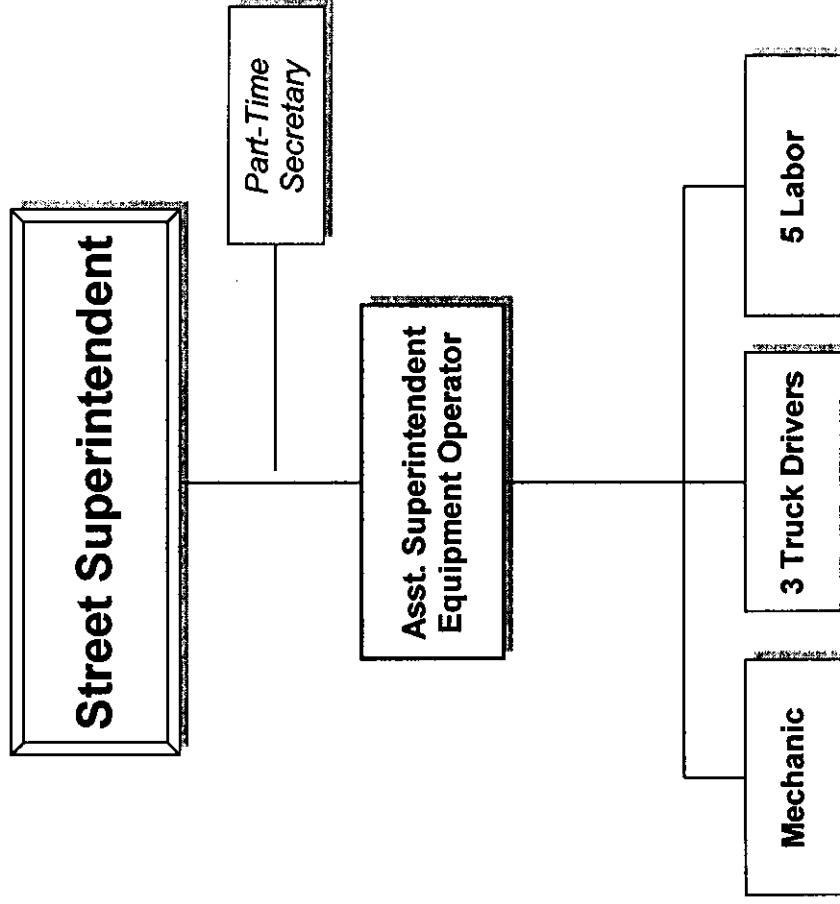 Street Superintendent
Part-Time
Secretary
Asst. Superintendent
Equipment Operator
Mechanic
3 Truck Drivers
5 Labor